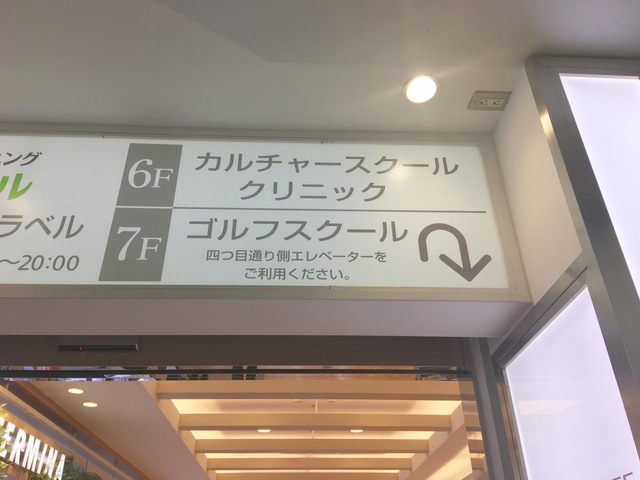 ニング
ル
ラベル
～20:00
6F
カルチャースクール
クリニック
7F
ゴルフスクール
四つ目通り側エレベーターを
ご利用ください。
ERMINA